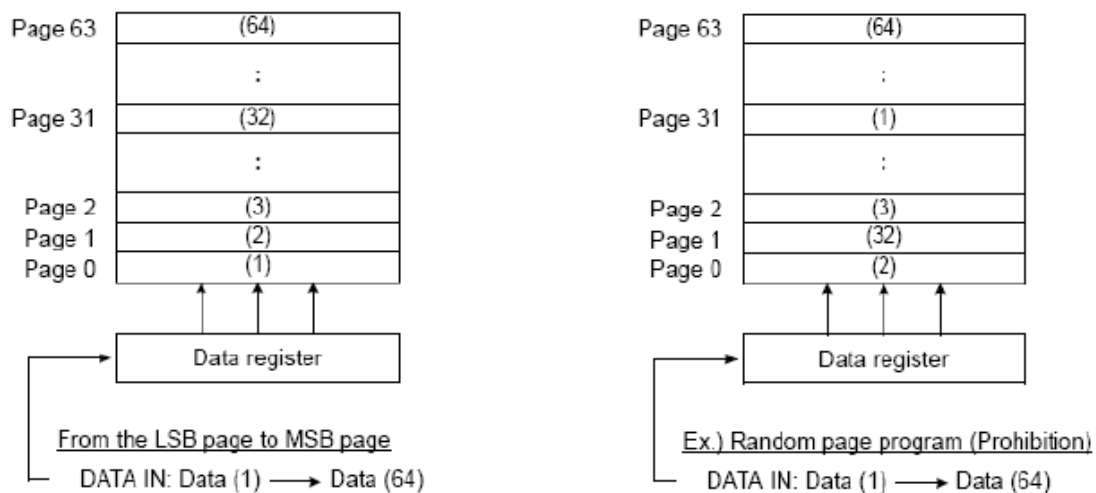 Page 63 (64)
:
Page 31 (32)
:
Page 2 (3)
Page 1 (2)
Page 0 (1)
Data register
From the LSB page to MSB page
DATA IN: Data (1) Data (64)
Page 63 (64)
:
Page 31 (1)
:
Page 2 (3)
Page 1 (32)
Page 0 (2)
Data register
Ex.) Random page program (Prohibition)
DATA IN: Data (1) Data (64)